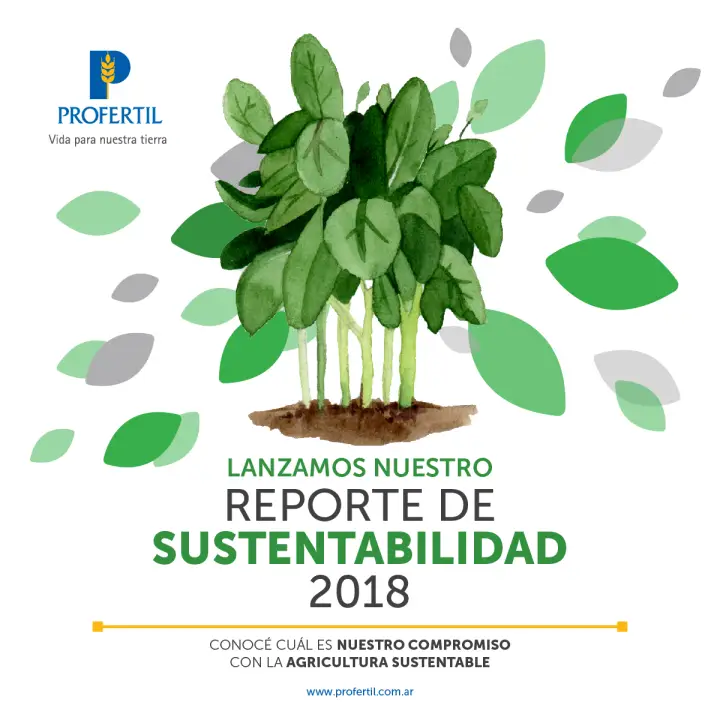 PROFERTIL
Vida para nuestra tierra
LANZAMOS NUESTRO
REPORTE DE
SUSTENTABILIDAD
2018
CONOCÉ CUÁL ES NUESTRO COMPROMISO
CON LA AGRICULTURA SUSTENTABLE
www.profertil.com.ar